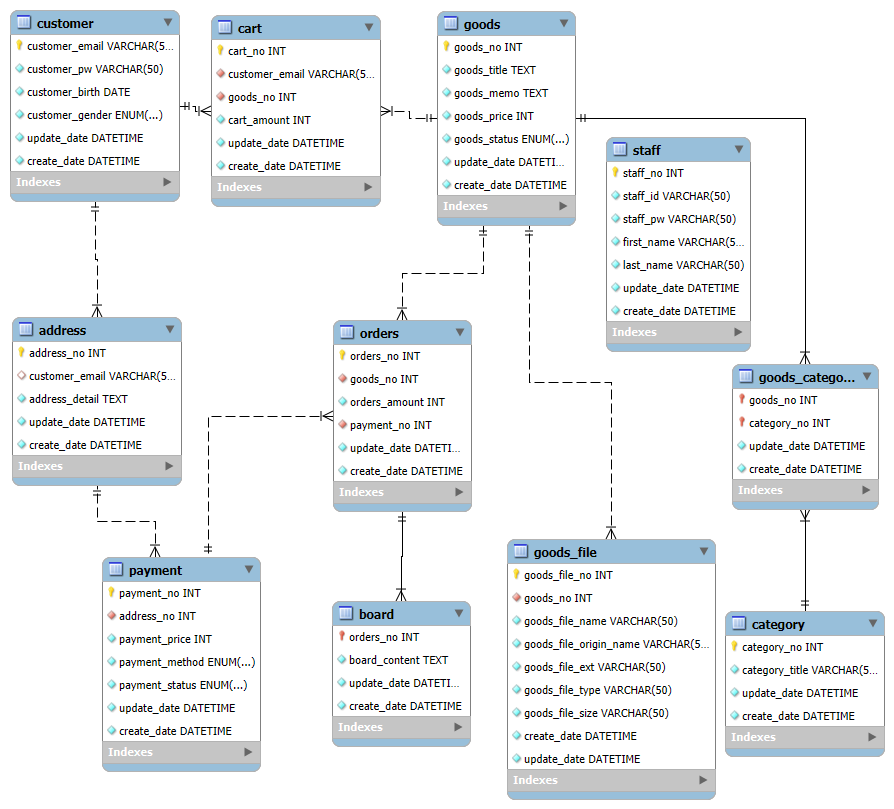 customer
customer_email VARCHAR(5...
customer_pw VARCHAR(50)
customer_birth DATE
customer_gender ENUM(...)
update_date DATETIME
create_date DATETIME
Indexes
cart
cart_no INT
customer_email VARCHAR(5...
goods_no INT
cart_amount INT
update_date DATETIME
create_date DATETIME
Indexes
goods
goods_no INT
goods_title TEXT
goods_memo TEXT
goods_price INT
goods_status ENUM(...)
update_date DATETI...
create_date DATETIME
Indexes
staff
staff_no INT
staff_id VARCHAR(50)
staff_pw VARCHAR(50)
first_name VARCHAR(5...
last_name VARCHAR(50)
update_date DATETIME
create_date DATETIME
Indexes
address
address_no INT
customer_email VARCHAR(5...
address_detail TEXT
update_date DATETIME
create_date DATETIME
Indexes
orders
orders_no INT
goods_no INT
orders_amount INT
payment_no INT
update_date DATETI...
create_date DATETIME
Indexes
goods_catego...
goods_no INT
category_no INT
update_date DATETIME
create_date DATETIME
Indexes
payment
payment_no INT
address_no INT
payment_price INT
payment_method ENUM(...)
payment_status ENUM(...)
update_date DATETIME
create_date DATETIME
Indexes
board
orders_no INT
board_content TEXT
update_date DATETI...
create_date DATETIME
Indexes
goods_file
goods_file_no INT
goods_no INT
goods_file_name VARCHAR(50)
goods_file_origin_name VARCHAR(5...
goods_file_ext VARCHAR(50)
goods_file_type VARCHAR(50)
goods_file_size VARCHAR(50)
create_date DATETIME
update_date DATETIME
Indexes
category
category_no INT
category_title VARCHAR(5...
update_date DATETIME
create_date DATETIME
Indexes